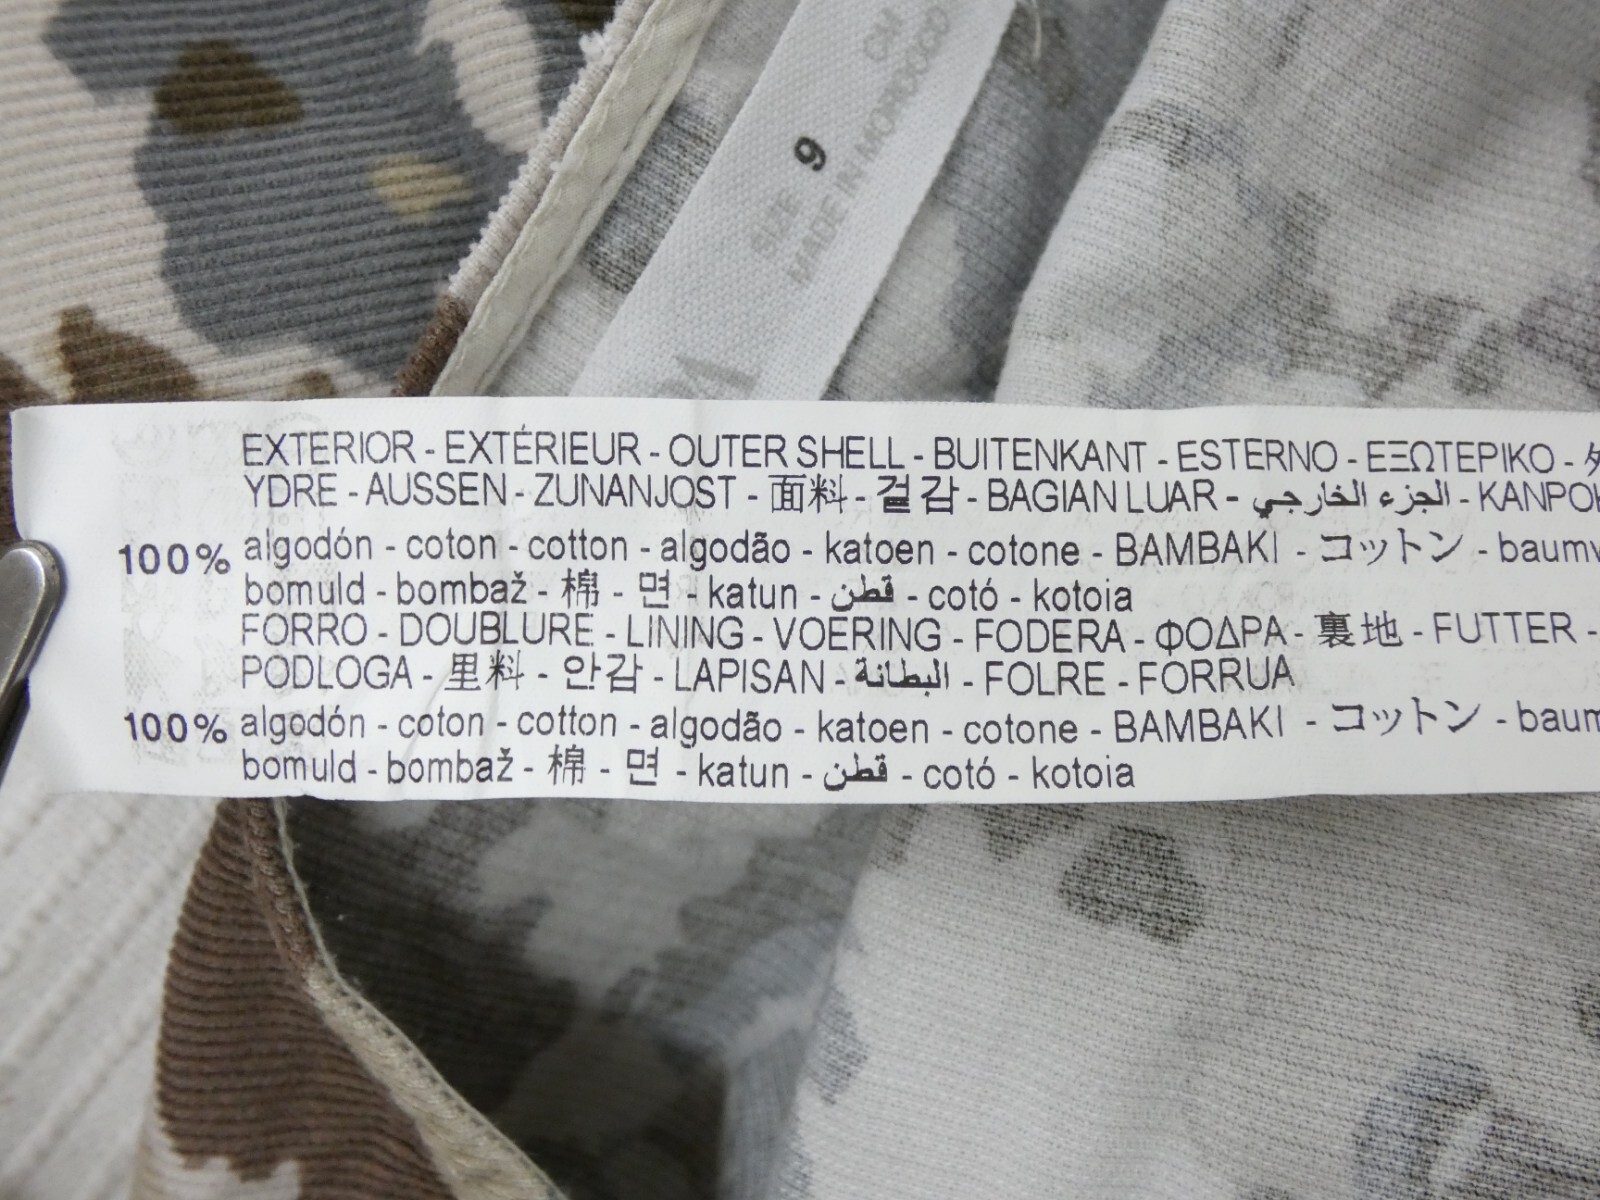 CM
SIZE 9
MADE IN MOROCCO
EXTERIOR - EXTÉRIEUR - OUTER SHELL - BUITENKANT - ESTERNO - ΕΞΩΤΕΡΙΚΟ -
YDRE - AUSSEN - ZUNANJOST - 面料 - 겉감 - BAGIAN LUAR - الجزء الخارجي -
100% algodón - coton - cotton - algodão - katoen - cotone - BAMBAKI - コットン -
bomuld - bombaž - 棉 - 면 - katun - قطن - cotó - kotoia
FORRO - DOUBLURE - LINING - VOERING - FODERA - ΦΟΔΡΑ - 裏地 - FUTTER -
PODLOGA - 里料 - 안감 - LAPISAN - البطانة - FOLRE - FORRUA
100% algodón - coton - cotton - algodão - katoen - cotone - BAMBAKI - コットン -
bomuld - bombaž - 棉 - 면 - katun - قطن - cotó - kotoia